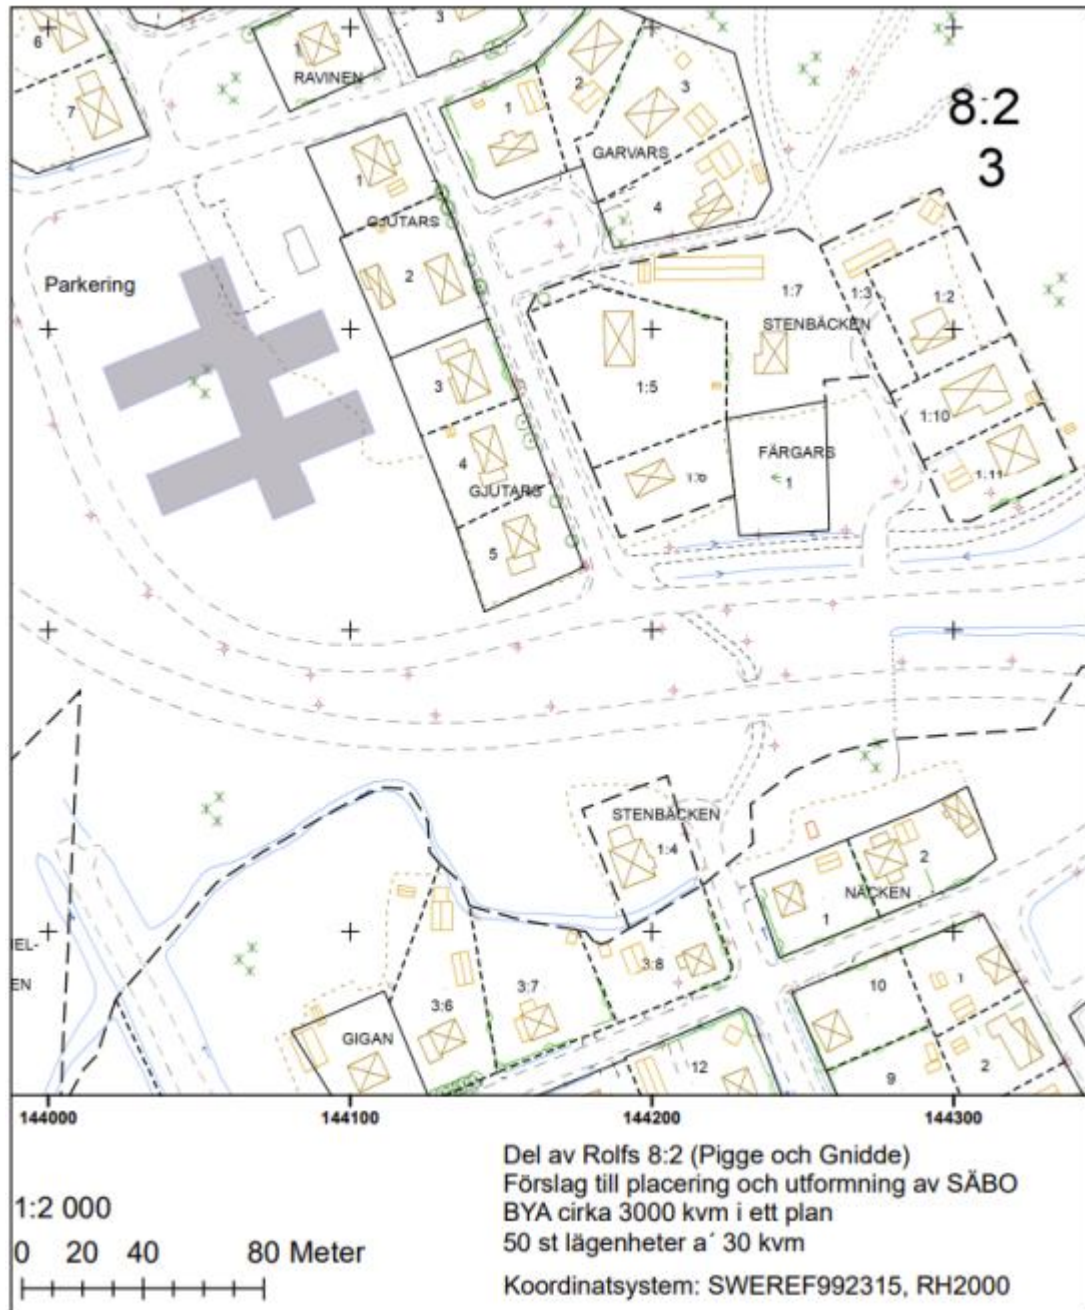 6
7
1
RAVINEN
3
1
2
3
GARVARS
4
8:2
3
1
GJUTARS
2
3
4
GJUTARS
5
Parkering
1:7
STENBÄCKEN
1:3
1:2
1:5
1:10
1:6
FÄRGARS
1
1:11
STENBÄCKEN
1:4
2
NÄCKEN
1
IEL-
EN
3:8
3:7
3:6
GIGAN
10
1
12
9
2
144000 144100 144200 144300
Del av Rolfs 8:2 (Pigge och Gnidde)
Förslag till placering och utformning av SÄBO
BYA cirka 3000 kvm i ett plan
50 st lägenheter a´ 30 kvm
Koordinatsystem: SWEREF992315, RH2000
1:2 000
0 20 40 80 Meter